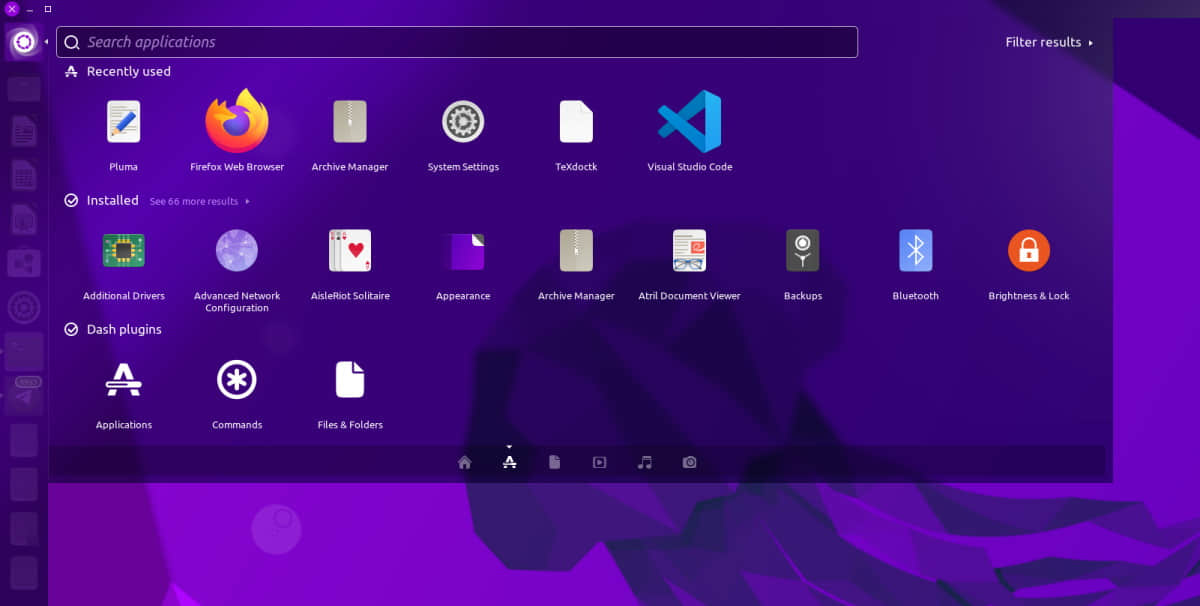 Search applications
Filter results
Recently used
Pluma
Firefox Web Browser
Archive Manager
System Settings
TeXdoctk
Visual Studio Code
Installed
See 66 more results
Additional Drivers
Advanced Network
Configuration
AisleRiot Solitaire
Appearance
Archive Manager
Atril Document Viewer
Backups
Bluetooth
Brightness & Lock
Dash plugins
Applications
Commands
Files & Folders